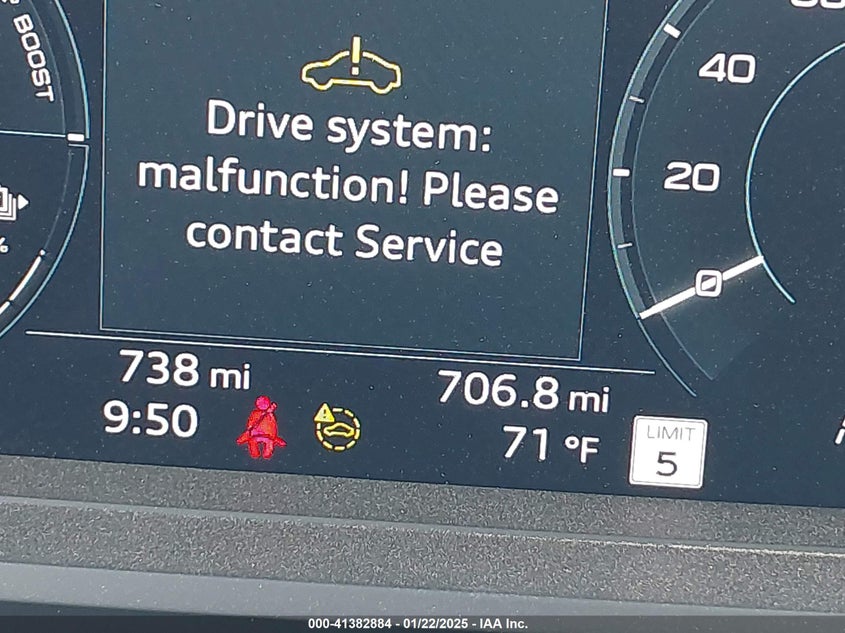 BOOST
40
Drive system:
malfunction! Please
contact Service
20
0
%
738 mi
706.8 mi
9:50
71 °F
LIMIT
5
000-41382884 - 01/22/2025 - IAA Inc.